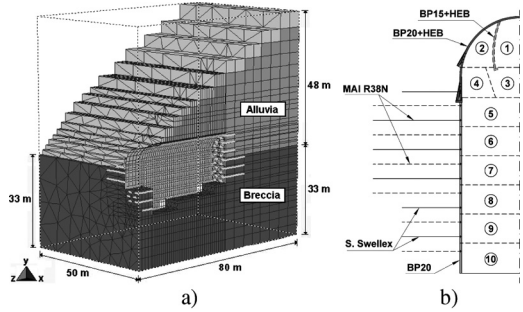 48 m
Alluvia
33 m
33 m
Breccia
y
z
x
50 m
80 m
a)
BP15+HEB
BP20+HEB
2
1
4
3
MAI R38N
5
6
7
8
S. Swellex
9
BP20
10
b)